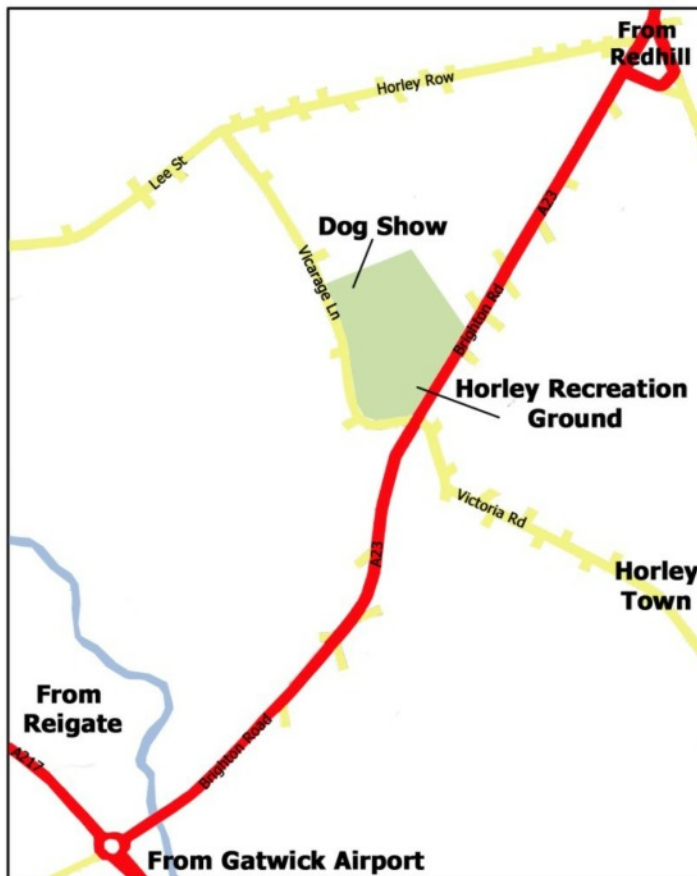 From
Redhill
Horley Row
Lee St
A23
Dog Show
Vicarage Ln
Brighton Rd
Horley Recreation
Ground
Victoria Rd
A23
Horley
Town
From
Reigate
Brighton Road
A217
From Gatwick Airport